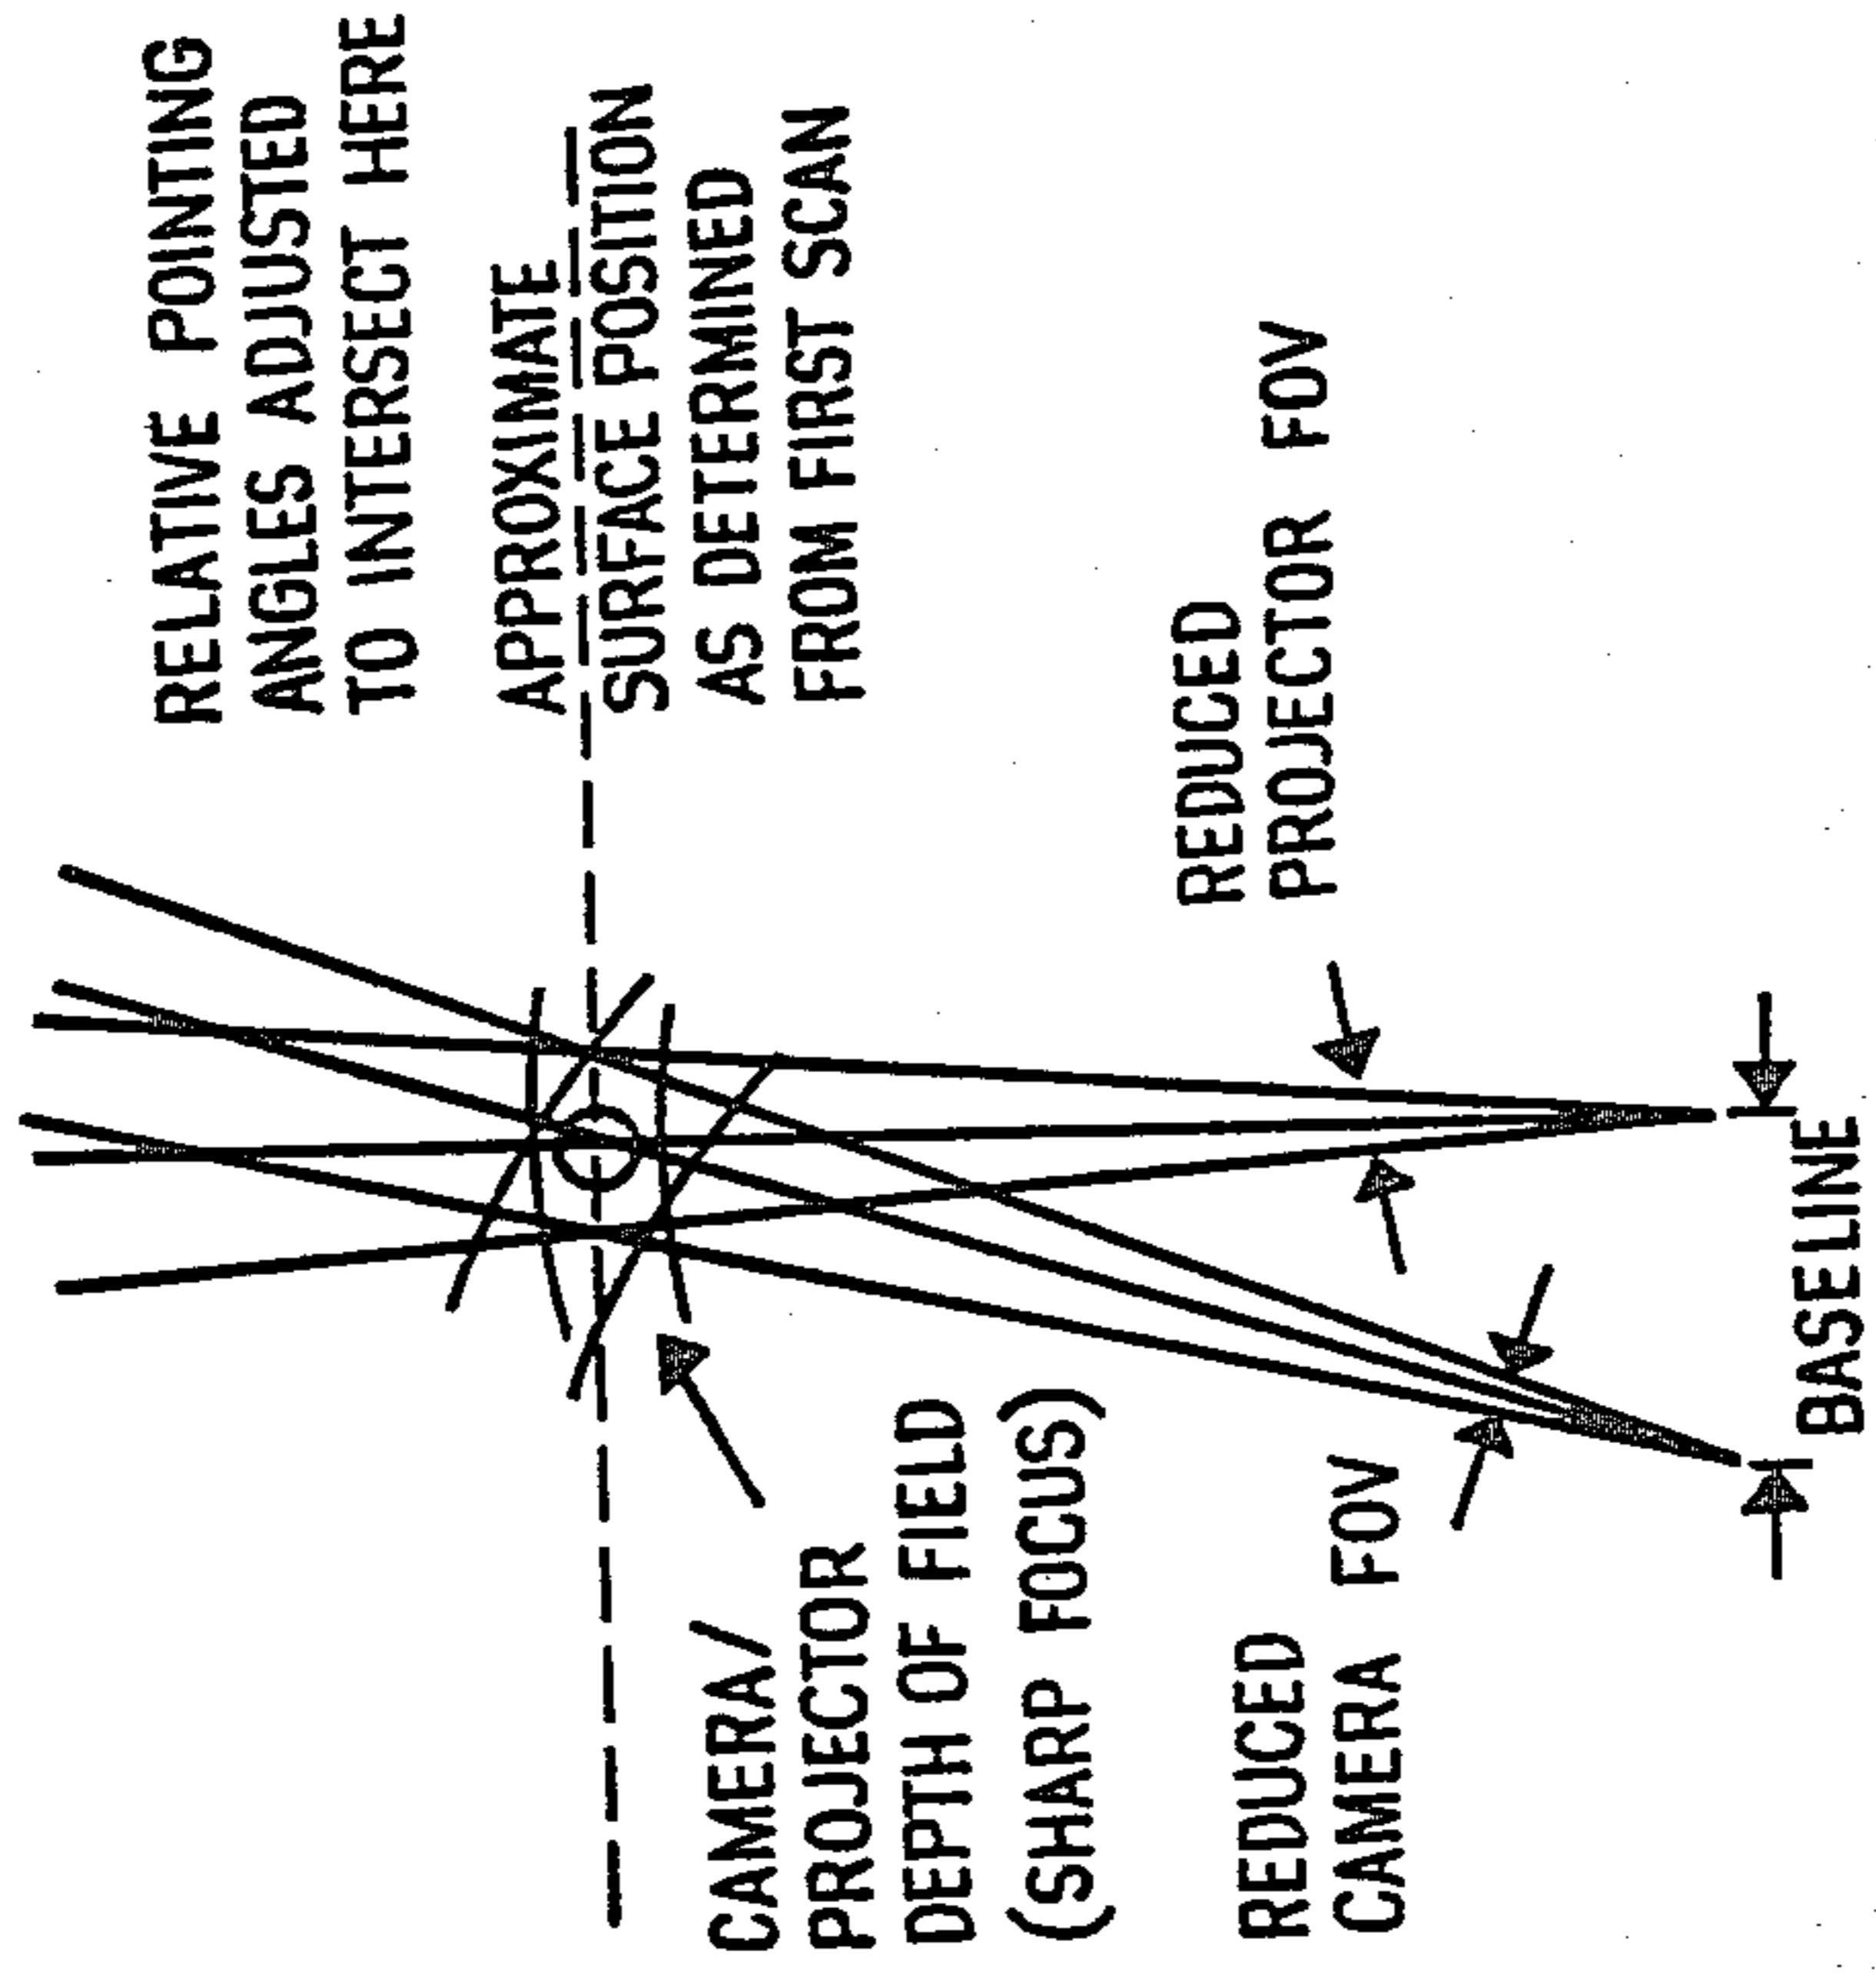 RELATIVE POINTING
ANGLES ADJUSTED
TO INTERSECT HERE
APPROXIMATE
SURFACE POSITION
AS DETERMINED
FROM FIRST SCAN
REDUCED
PROJECTOR FOV
CAMERA/
PROJECTOR
DEPTH OF FIELD
(SHARP FOCUS)
REDUCED
CAMERA FOV
BASELINE